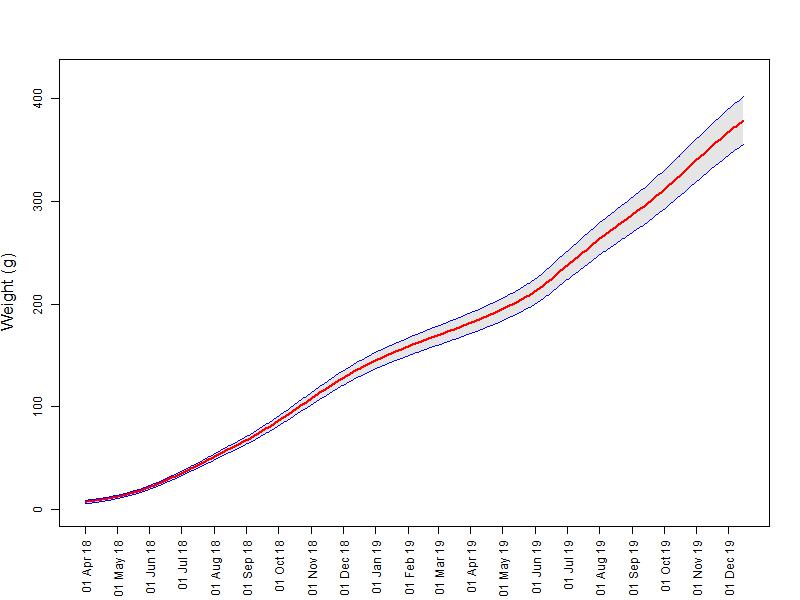 400
300
200
100
0
Weight (g)
01 Apr 18
01 May 18
01 Jun 18
01 Jul 18
01 Aug 18
01 Sep 18
01 Oct 18
01 Nov 18
01 Dec 18
01 Jan 19
01 Feb 19
01 Mar 19
01 Apr 19
01 May 19
01 Jun 19
01 Jul 19
01 Aug 19
01 Sep 19
01 Oct 19
01 Nov 19
01 Dec 19